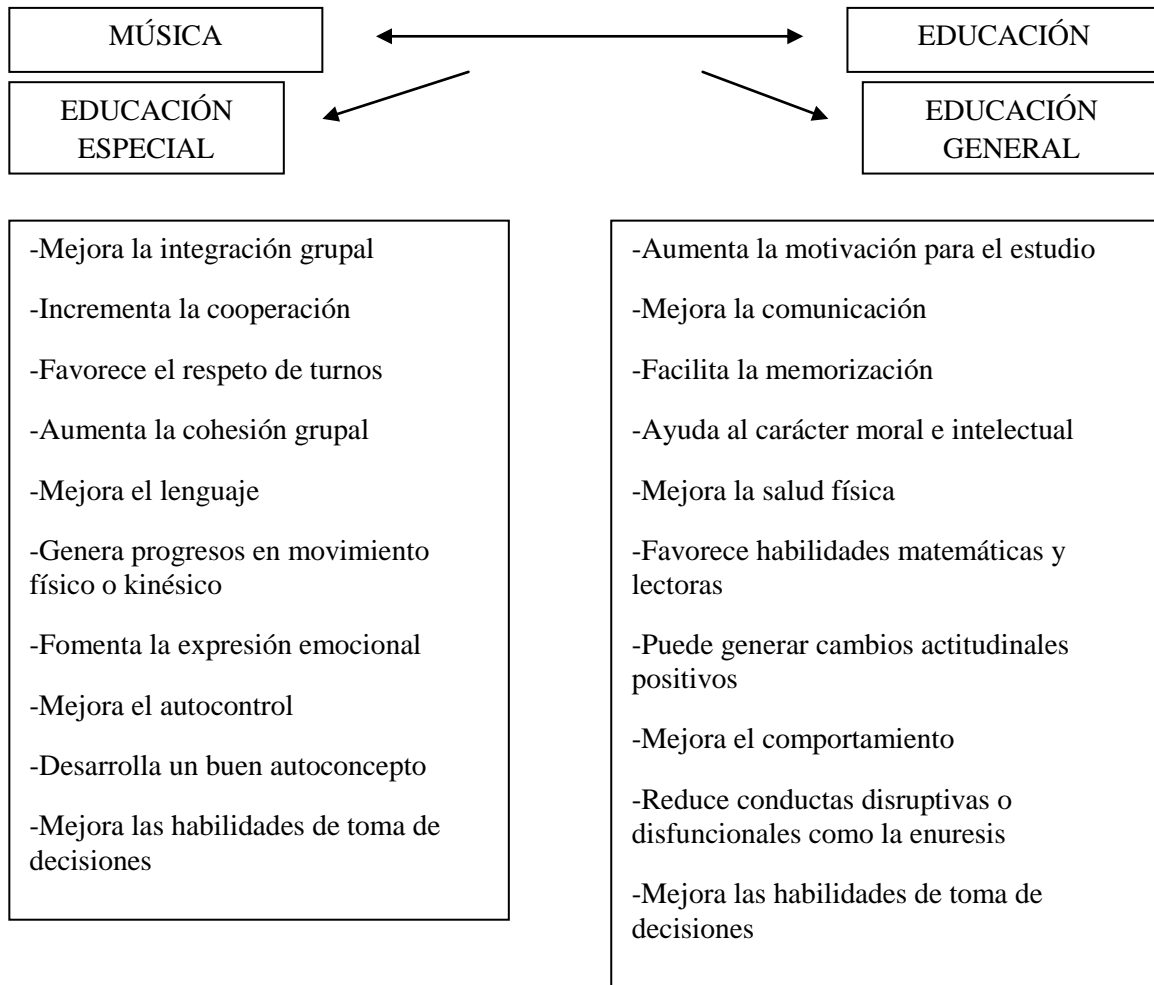 MÚSICA
EDUCACIÓN
EDUCACIÓN
ESPECIAL
EDUCACIÓN
GENERAL
-Mejora la integración grupal
-Incrementa la cooperación
-Favorece el respeto de turnos
-Aumenta la cohesión grupal
-Mejora el lenguaje
-Genera progresos en movimiento
físico o kinésico
-Fomenta la expresión emocional
-Mejora el autocontrol
-Desarrolla un buen autoconcepto
-Mejora las habilidades de toma de
decisiones
-Aumenta la motivación para el estudio
-Mejora la comunicación
-Facilita la memorización
-Ayuda al carácter moral e intelectual
-Mejora la salud física
-Favorece habilidades matemáticas y
lectoras
-Puede generar cambios actitudinales
positivos
-Mejora el comportamiento
-Reduce conductas disruptivas o
disfuncionales como la enuresis
-Mejora las habilidades de toma de
decisiones